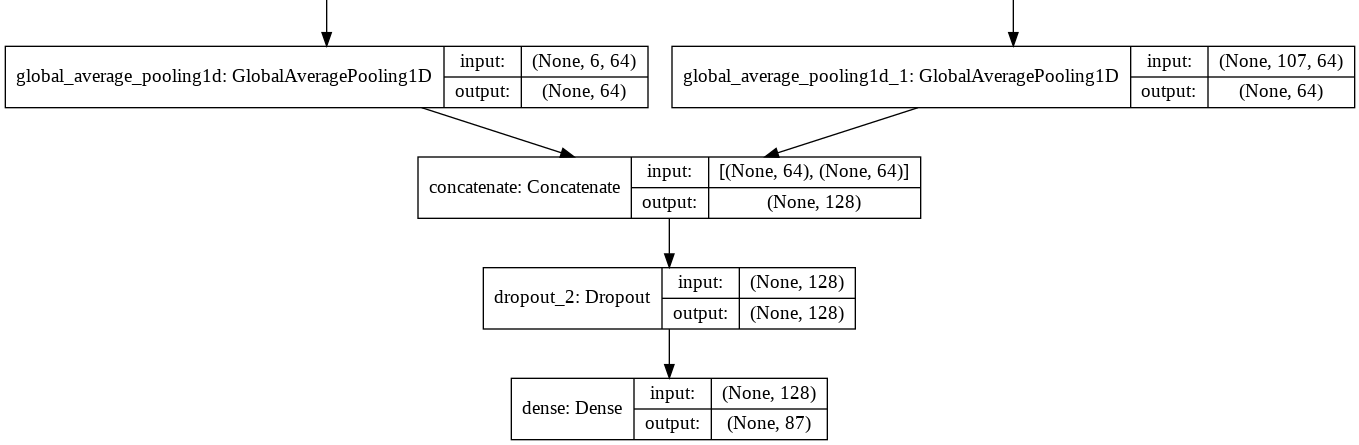 global_average_pooling1d: GlobalAveragePooling1D
input:
(None, 6, 64)
output:
(None, 64)
global_average_pooling1d_1: GlobalAveragePooling1D
input:
(None, 107, 64)
output:
(None, 64)
concatenate: Concatenate
input:
[(None, 64), (None, 64)]
output:
(None, 128)
dropout_2: Dropout
input:
(None, 128)
output:
(None, 128)
dense: Dense
input:
(None, 128)
output:
(None, 87)